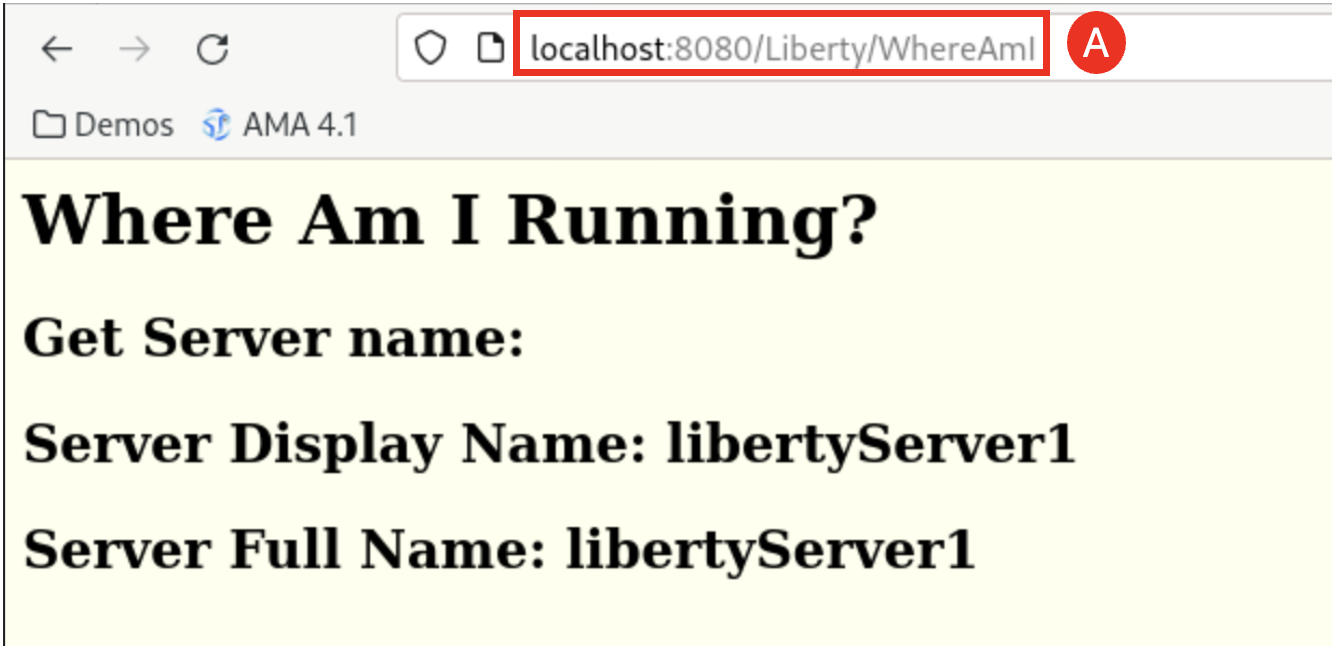 localhost:8080/Liberty/WhereAmI A
Demos AMA 4.1
Where Am I Running?
Get Server name:
Server Display Name: libertyServer1
Server Full Name: libertyServer1